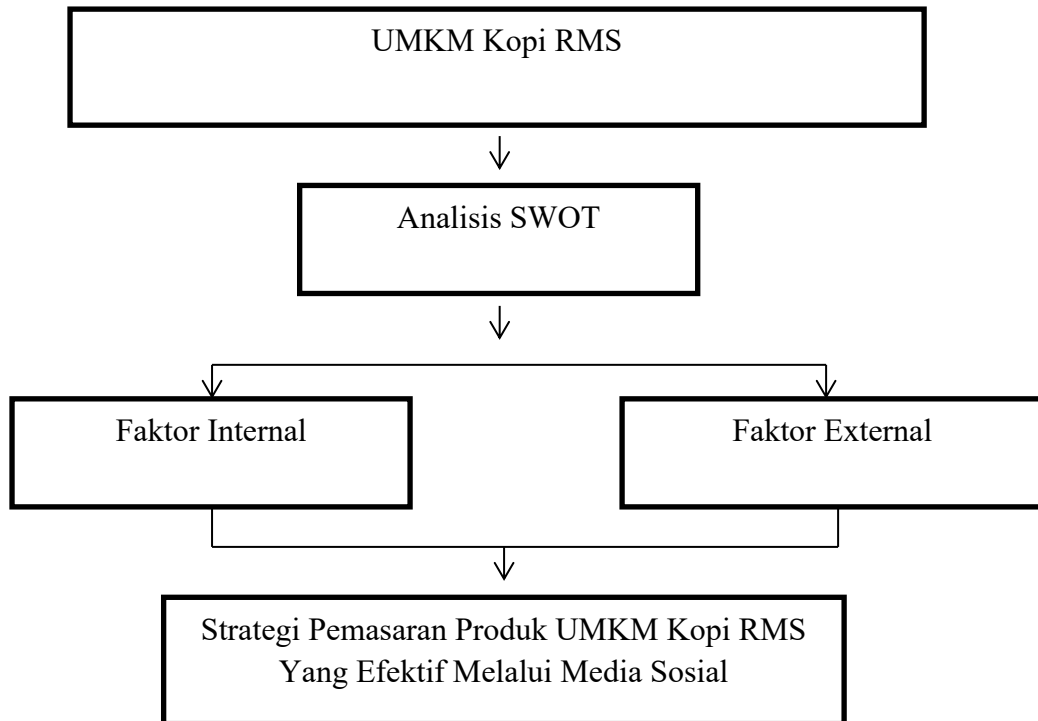 UMKM Kopi RMS
Analisis SWOT
Faktor Internal
Faktor External
Strategi Pemasaran Produk UMKM Kopi RMS
Yang Efektif Melalui Media Sosial